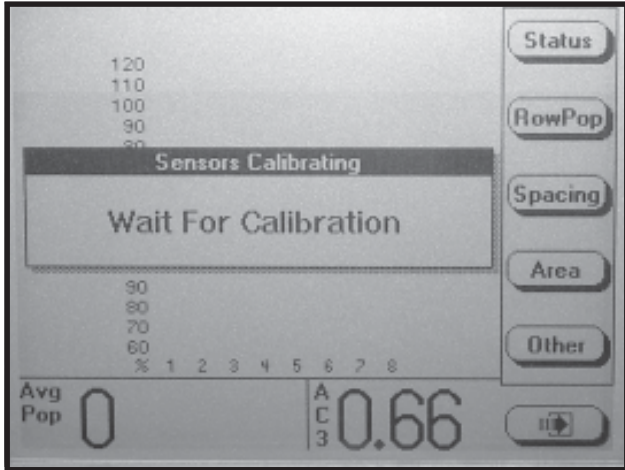 120
110
100
90
80
Sensors Calibrating
Wait For Calibration
90
80
70
60
% 1 2 3 4 5 6 7 8
Avg
Pop 0
A
C
3 0.66
Status
RowPop
Spacing
Area
Other